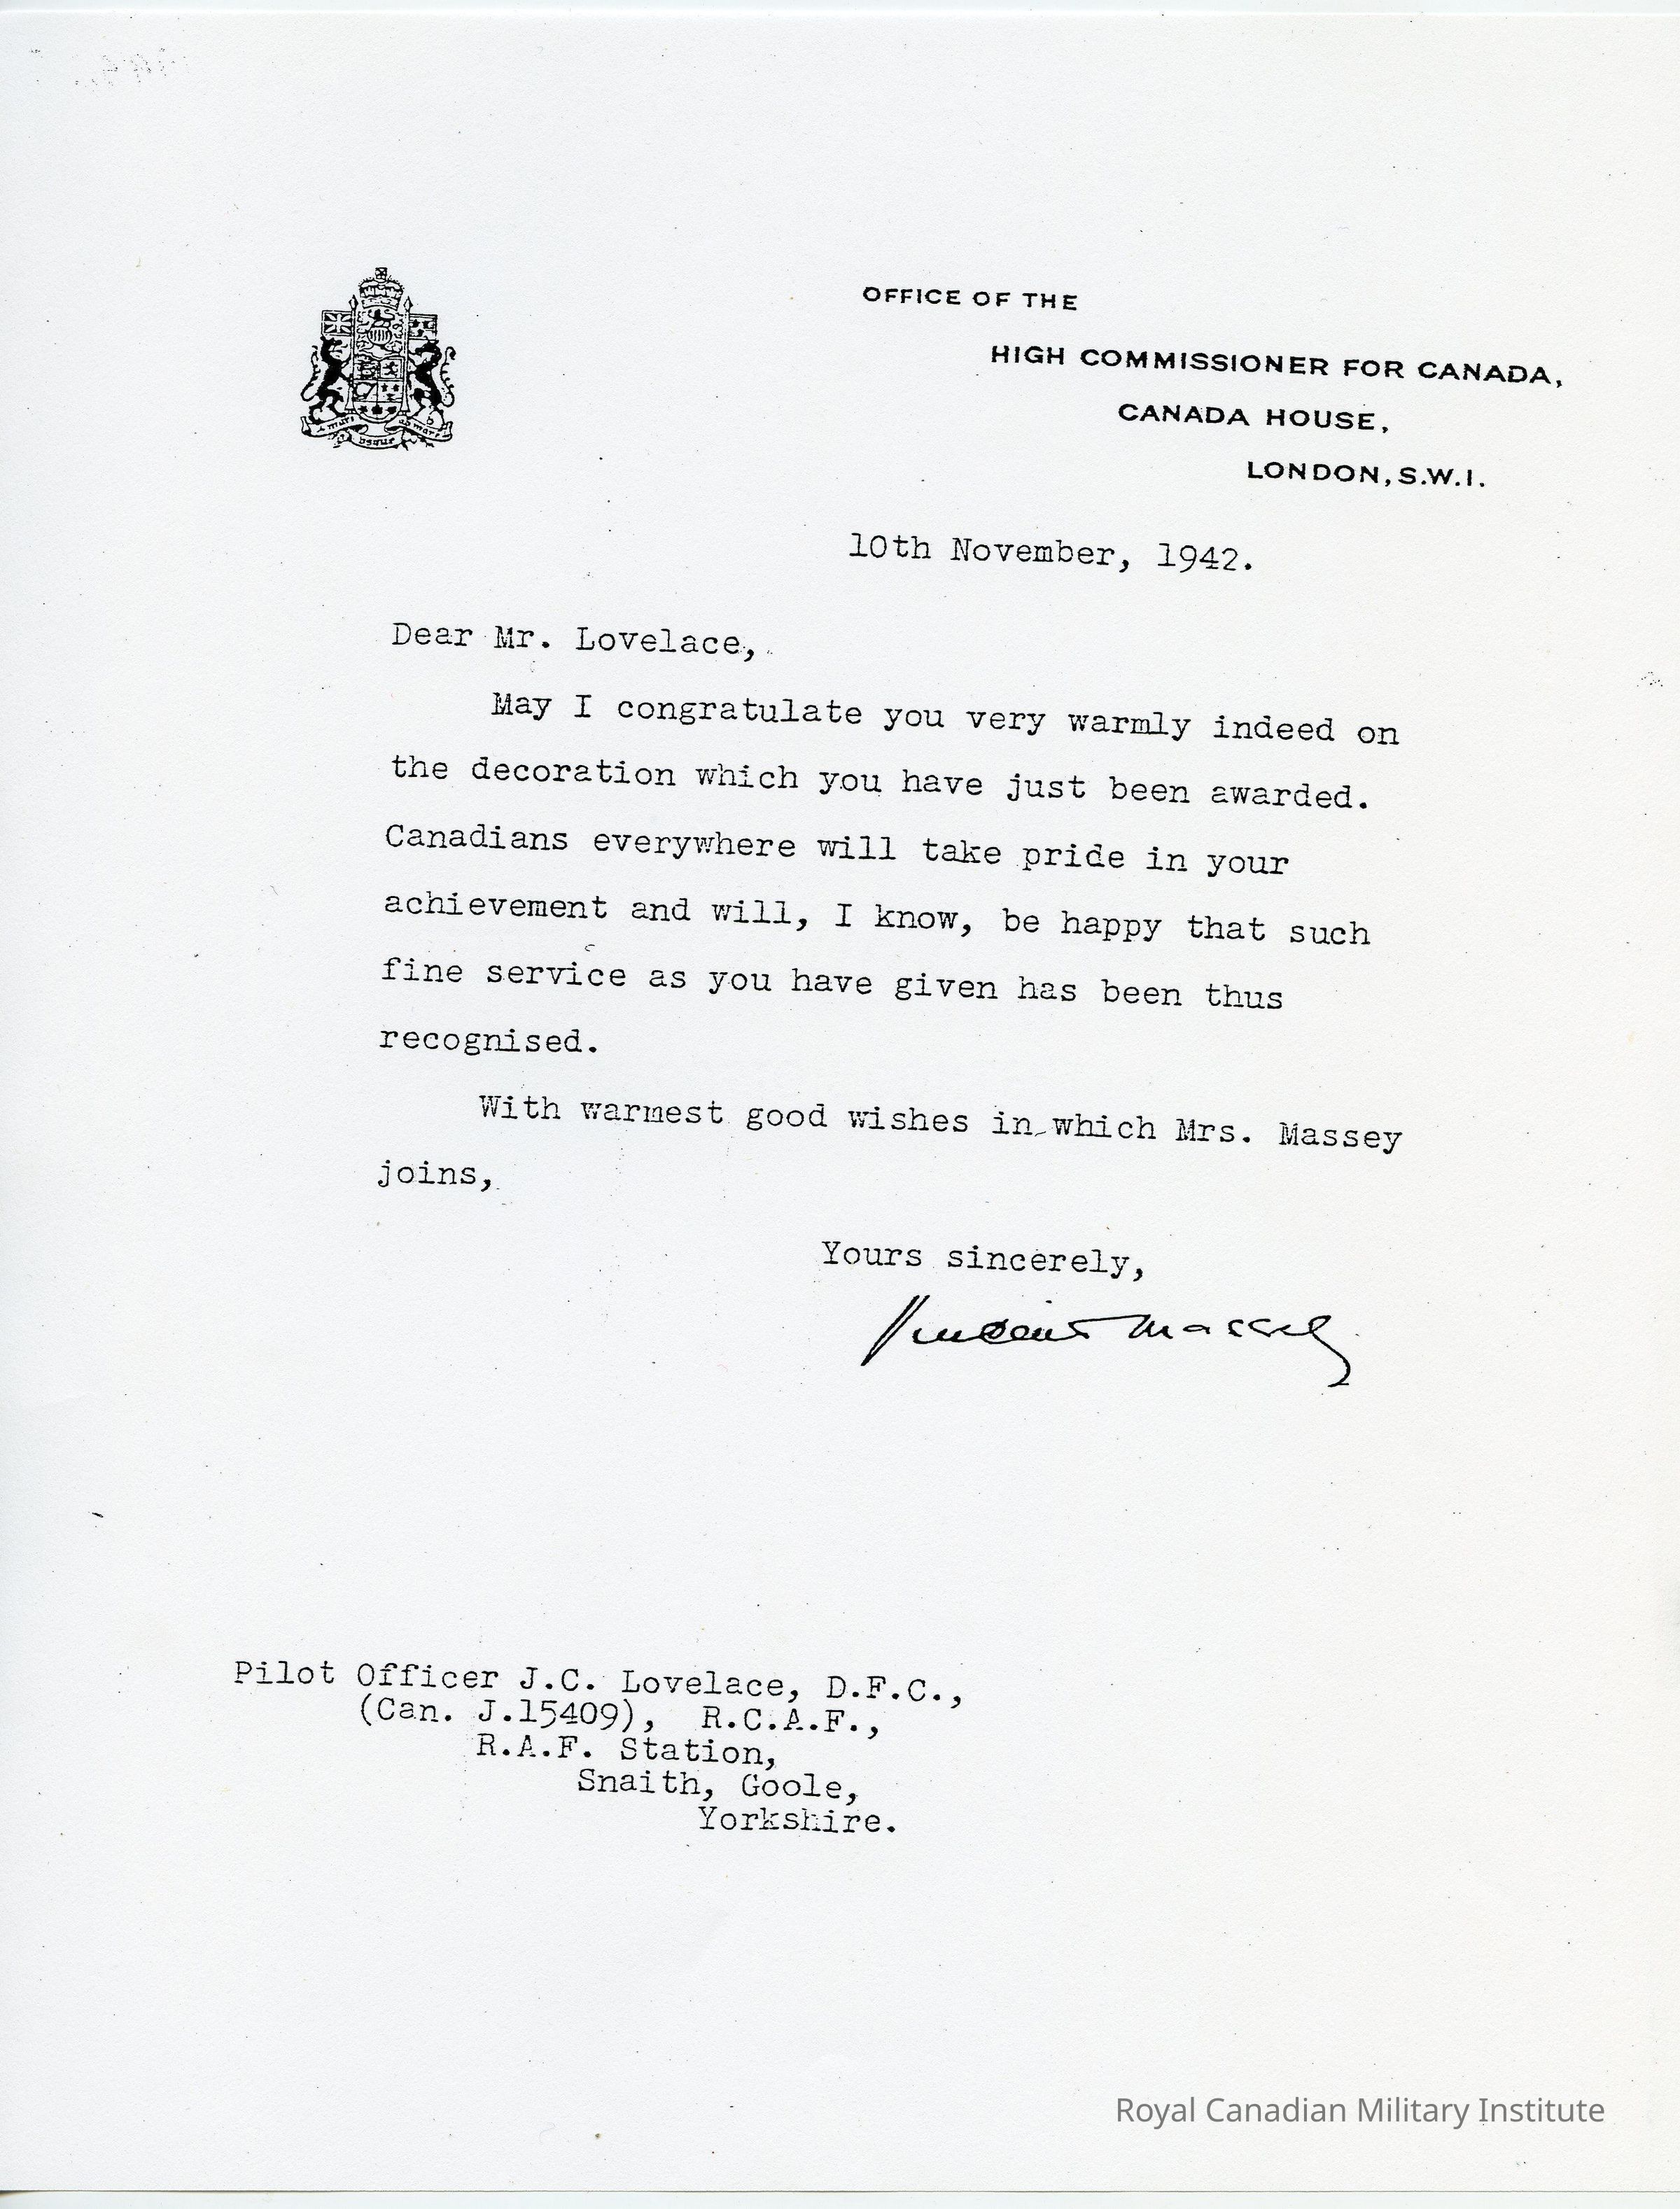 OFFICE OF THE
HIGH COMMISSIONER FOR CANADA,
CANADA HOUSE,
LONDON, S.W.1.
10th November, 1942.
Dear Mr. Lovelace,
May I congratulate you very warmly indeed on
the decoration which you have just been awarded.
Canadians everywhere will take pride in your
achievement and will, I know, be happy that such
fine service as you have given has been thus
recognised.
With warmest good wishes in which Mrs. Massey
joins,
Yours sincerely,
Vincent Massey
Pilot Officer J.C. Lovelace, D.F.C.,
(Can. J.15409), R.C.A.F.,
R.A.F. Station,
Snaith, Goole,
Yorkshire.
Royal Canadian Military Institute